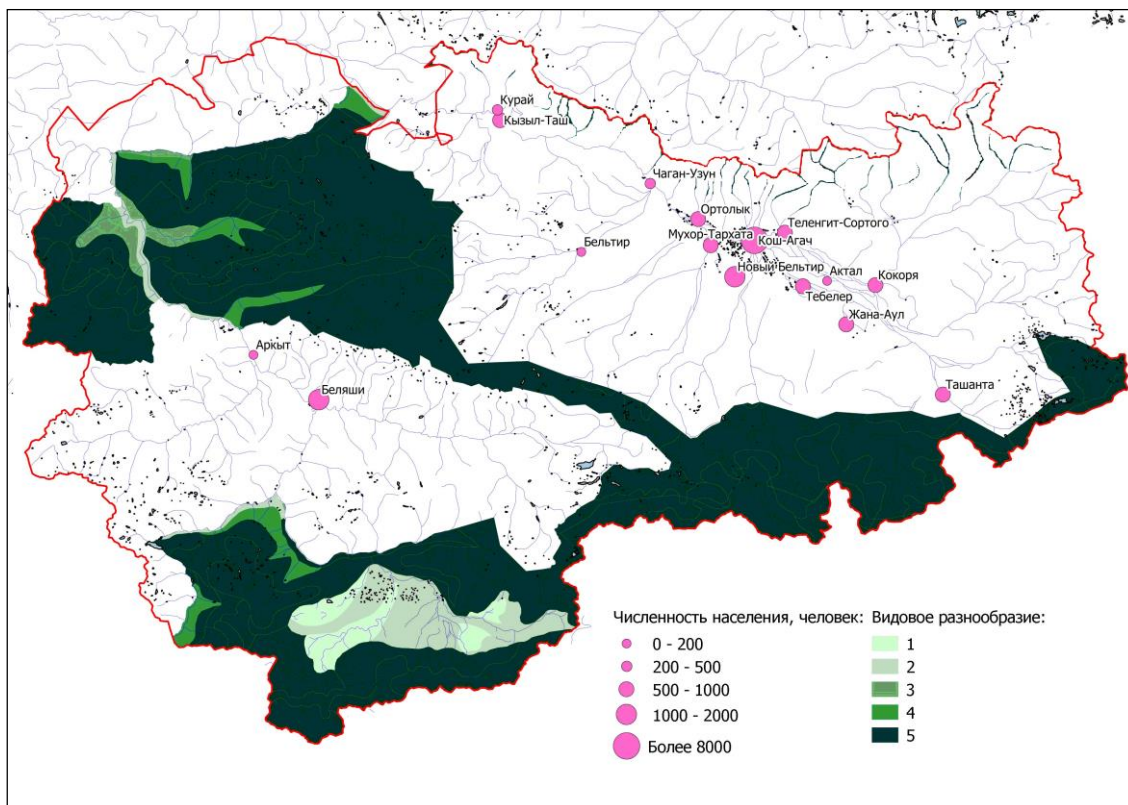 Курай
Кызыл-Таш
Чаган-Узун
Ортолык
Теленгит-Сортого
Мухор-Тархата
Кош-Агач
Бельтир
Новый Бельтир
Актал
Кокоря
Тебелер
Жана-Аул
Аркыт
Беляши
Ташанта
Численность населения, человек:
0 - 200
200 - 500
500 - 1000
1000 - 2000
Более 8000
Видовое разнообразие:
1
2
3
4
5